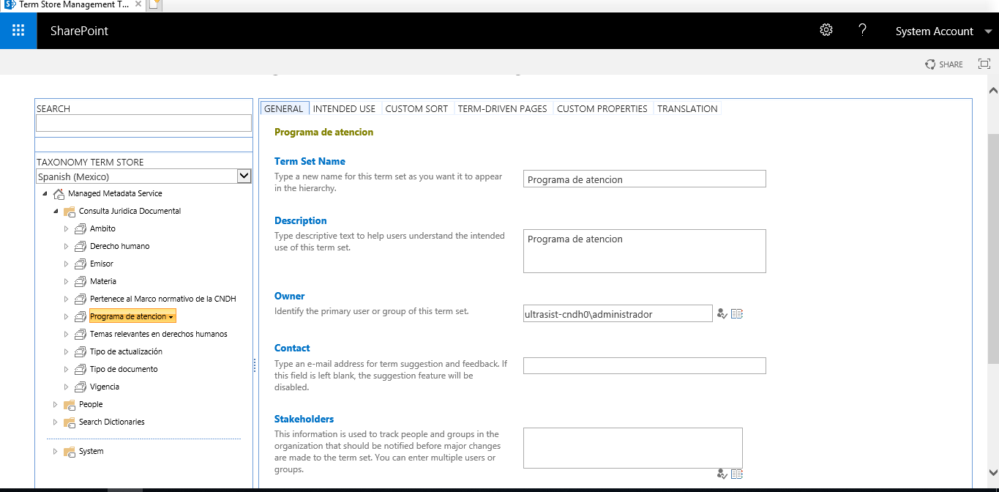 Term Store Management T...
SharePoint
System Account
SHARE
SEARCH
TAXONOMY TERM STORE
Spanish (Mexico)
Managed Metadata Service
Consulta Juridica Documental
Ambito
Derecho humano
Emisor
Materia
Pertenece al Marco normativo de la CNDH
Programa de atencion
Temas relevantes en derechos humanos
Tipo de actualización
Tipo de documento
Vigencia
People
Search Dictionaries
System
GENERAL INTENDED USE CUSTOM SORT TERM-DRIVEN PAGES CUSTOM PROPERTIES TRANSLATION
Programa de atencion
Term Set Name
Type a new name for this term set as you want it to appear
in the hierarchy.
Programa de atencion
Description
Type descriptive text to help users understand the intended
use of this term set.
Programa de atencion
Owner
Identify the primary user or group of this term set.
ultrasist-cndh0\administrador
Contact
Type an e-mail address for term suggestion and feedback. If
this field is left blank, the suggestion feature will be
disabled.
Stakeholders
This information is used to track people and groups in the
organization that should be notified before major changes
are made to the term set. You can enter multiple users or
groups.